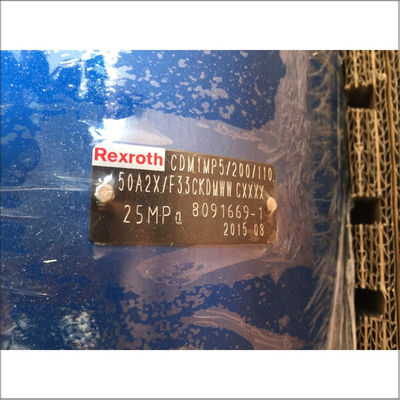 Rexroth CDM1MP5/200/110
50A2X/F33CKDMWW CXXXX
25MPa 8091669-1
2015 08